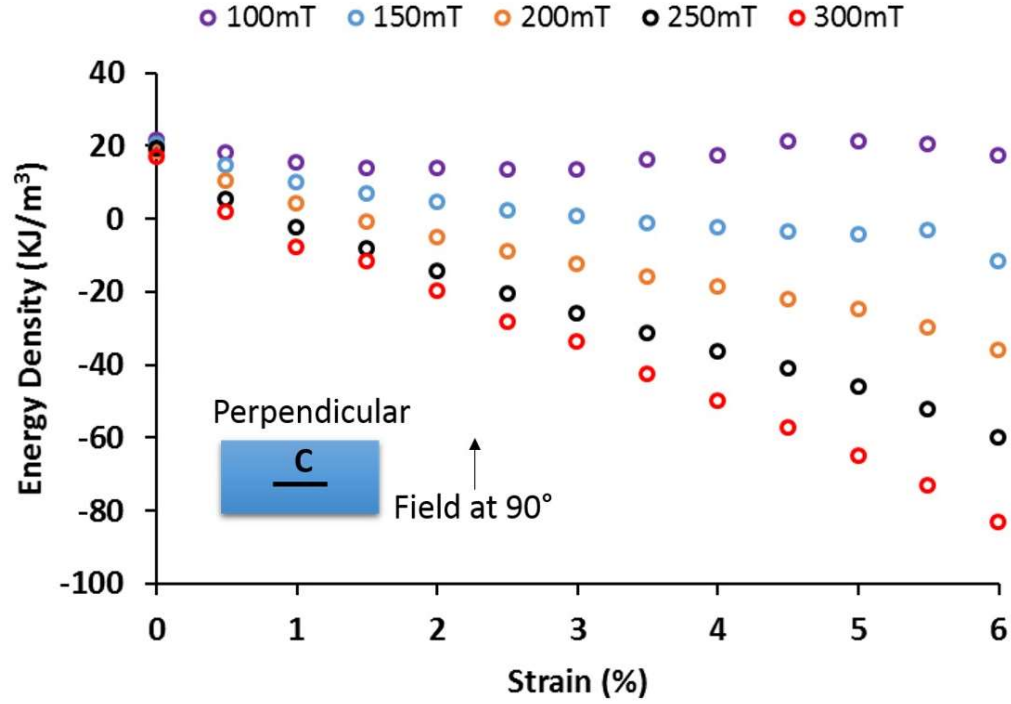 100mT 150mT 200mT 250mT 300mT
40
20
0
-20
-40
-60
-80
-100
Energy Density (KJ/m³)
Perpendicular
C
Field at 90°
0 1 2 3 4 5 6
Strain (%)